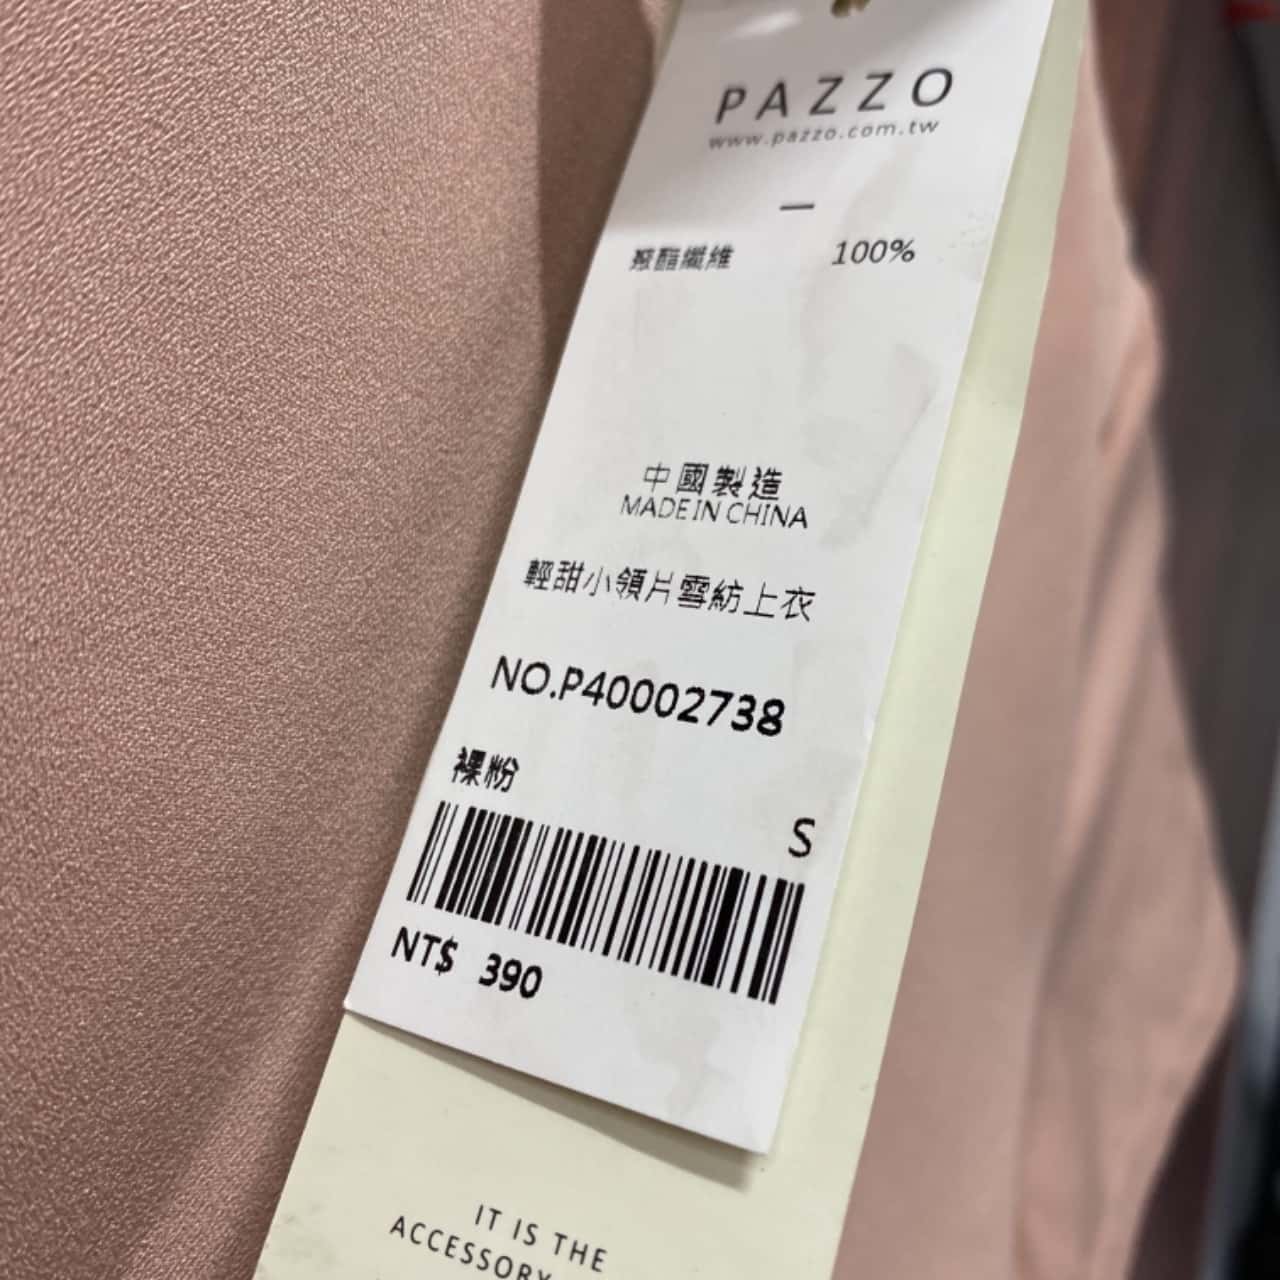 PAZZO
www.pazzo.com.tw
—
聚酯纖維 100%
中國製造
MADE IN CHINA
輕甜小領片雪紡上衣
NO.P40002738
裸粉
S
NT$ 390
IT IS THE
ACCESSORY